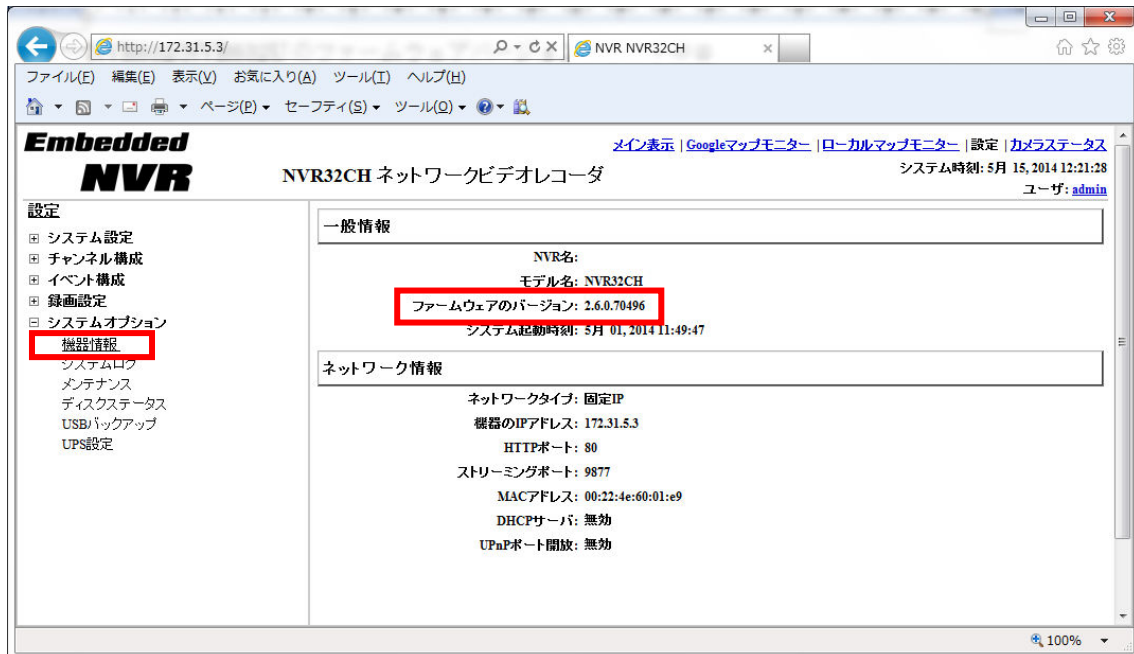 http://172.31.5.3/
NVR NVR32CH
ファイル(F) 編集(E) 表示(V) お気に入り(A) ツール(T) ヘルプ(H)
ページ(P) セーフティ(S) ツール(O)
Embedded
NVR
メイン表示 | Googleマップモニター | ローカルマップモニター | 設定 | カメラステータス
NVR32CH ネットワークビデオレコーダ
システム時刻: 5月 15, 2014 12:21:28
ユーザ: admin
設定
システム設定
チャンネル構成
イベント構成
録画設定
システムオプション
機器情報
システムログ
メンテナンス
ディスクステータス
USBバックアップ
UPS設定
一般情報
NVR名:
モデル名: NVR32CH
ファームウェアのバージョン: 2.6.0.70496
システム起動時刻: 5月 01, 2014 11:49:47
ネットワーク情報
ネットワークタイプ: 固定IP
機器のIPアドレス: 172.31.5.3
HTTPポート: 80
ストリーミングポート: 9877
MACアドレス: 00:22:4e:60:01:e9
DHCPサーバ: 無効
UPnPポート開放: 無効
100%